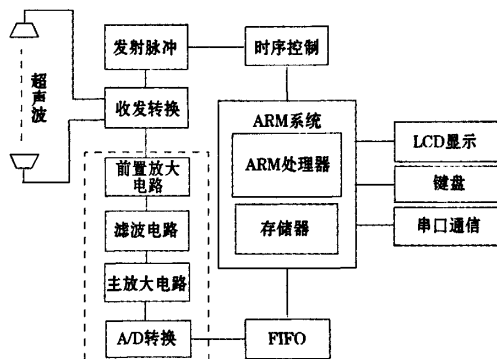 发射脉冲
时序控制
超声波
收发转换
ARM系统
ARM处理器
存储器
LCD显示
键盘
串口通信
前置放大
电路
滤波电路
主放大电路
A/D转换
FIFO